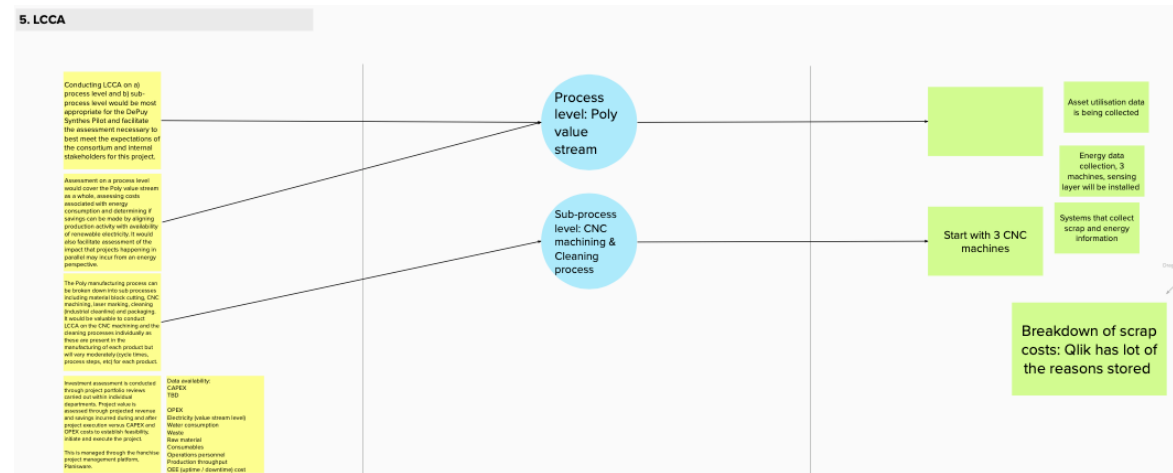 5. LCCA
Conducting LCCA on a)
process level and b) sub-
process level would be most
appropriate for the DePuy
Synthes Pilot and facilitate
the assessment necessary to
best meet the expectations of
the consortium and internal
stakeholders for this project.
Assessment on a process level
would cover the Poly value stream
as a whole, assessing costs
associated with energy
consumption and determining if
savings can be made by aligning
production activity with availability
of renewable electricity. It would
also facilitate assessment of the
impact that projects happening in
parallel may incur from an energy
perspective.
The Poly manufacturing process can
be broken down into sub processes
including material block cutting, CNC
machining, laser marking, cleaning
(industrial cleanline) and packaging.
It would be valuable to conduct
LCCA on the CNC machining and the
cleaning processes individually as
these are present in the
manufacturing of each product but
will vary moderately (cycle times,
process steps, etc) for each product.
Investment assessment is conducted
through project portfolio reviews
carried out within individual
departments. Project value is
assessed through projected revenue
and savings incurred during and after
project execution versus CAPEX and
OPEX costs to establish feasibility,
initiate and execute the project.
This is managed through the franchise
project management platform,
Planisware.
Data availability:
CAPEX
TBD
OPEX
Electricity (value stream level)
Water consumption
Waste
Raw material
Consumables
Operations personnel
Production throughput
OEE (uptime / downtime) cost
Process
level: Poly
value
stream
Sub-process
level: CNC
machining &
Cleaning
process
Start with 3 CNC
machines
Asset utilisation data
is being collected
Energy data
collection, 3
machines, sensing
layer will be installed
Systems that collect
scrap and energy
information
Breakdown of scrap
costs: Qlik has lot of
the reasons stored